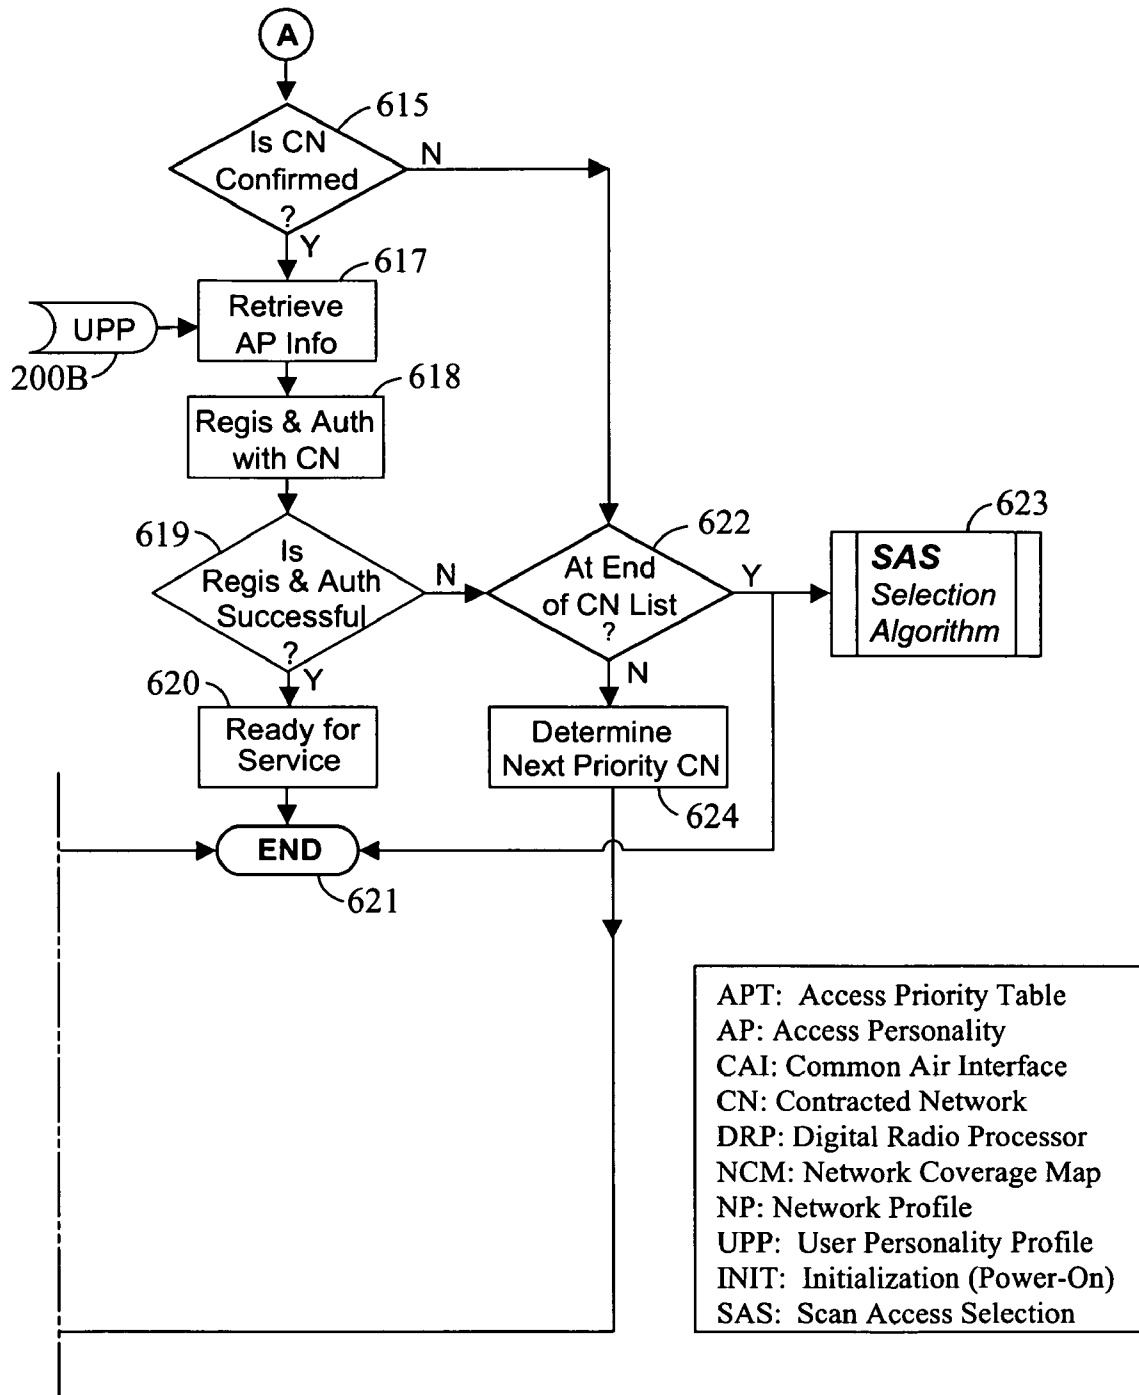 A
615
Is CN
Confirmed
?
N
Y
617
Retrieve
AP Info
UPP
200B
618
Regis & Auth
with CN
619
Is
Regis & Auth
Successful
?
N
Y
622
At End
of CN List
?
Y
N
623
SAS
Selection
Algorithm
620
Ready for
Service
Determine
Next Priority CN
624
END
621
APT: Access Priority Table
AP: Access Personality
CAI: Common Air Interface
CN: Contracted Network
DRP: Digital Radio Processor
NCM: Network Coverage Map
NP: Network Profile
UPP: User Personality Profile
INIT: Initialization (Power-On)
SAS: Scan Access Selection